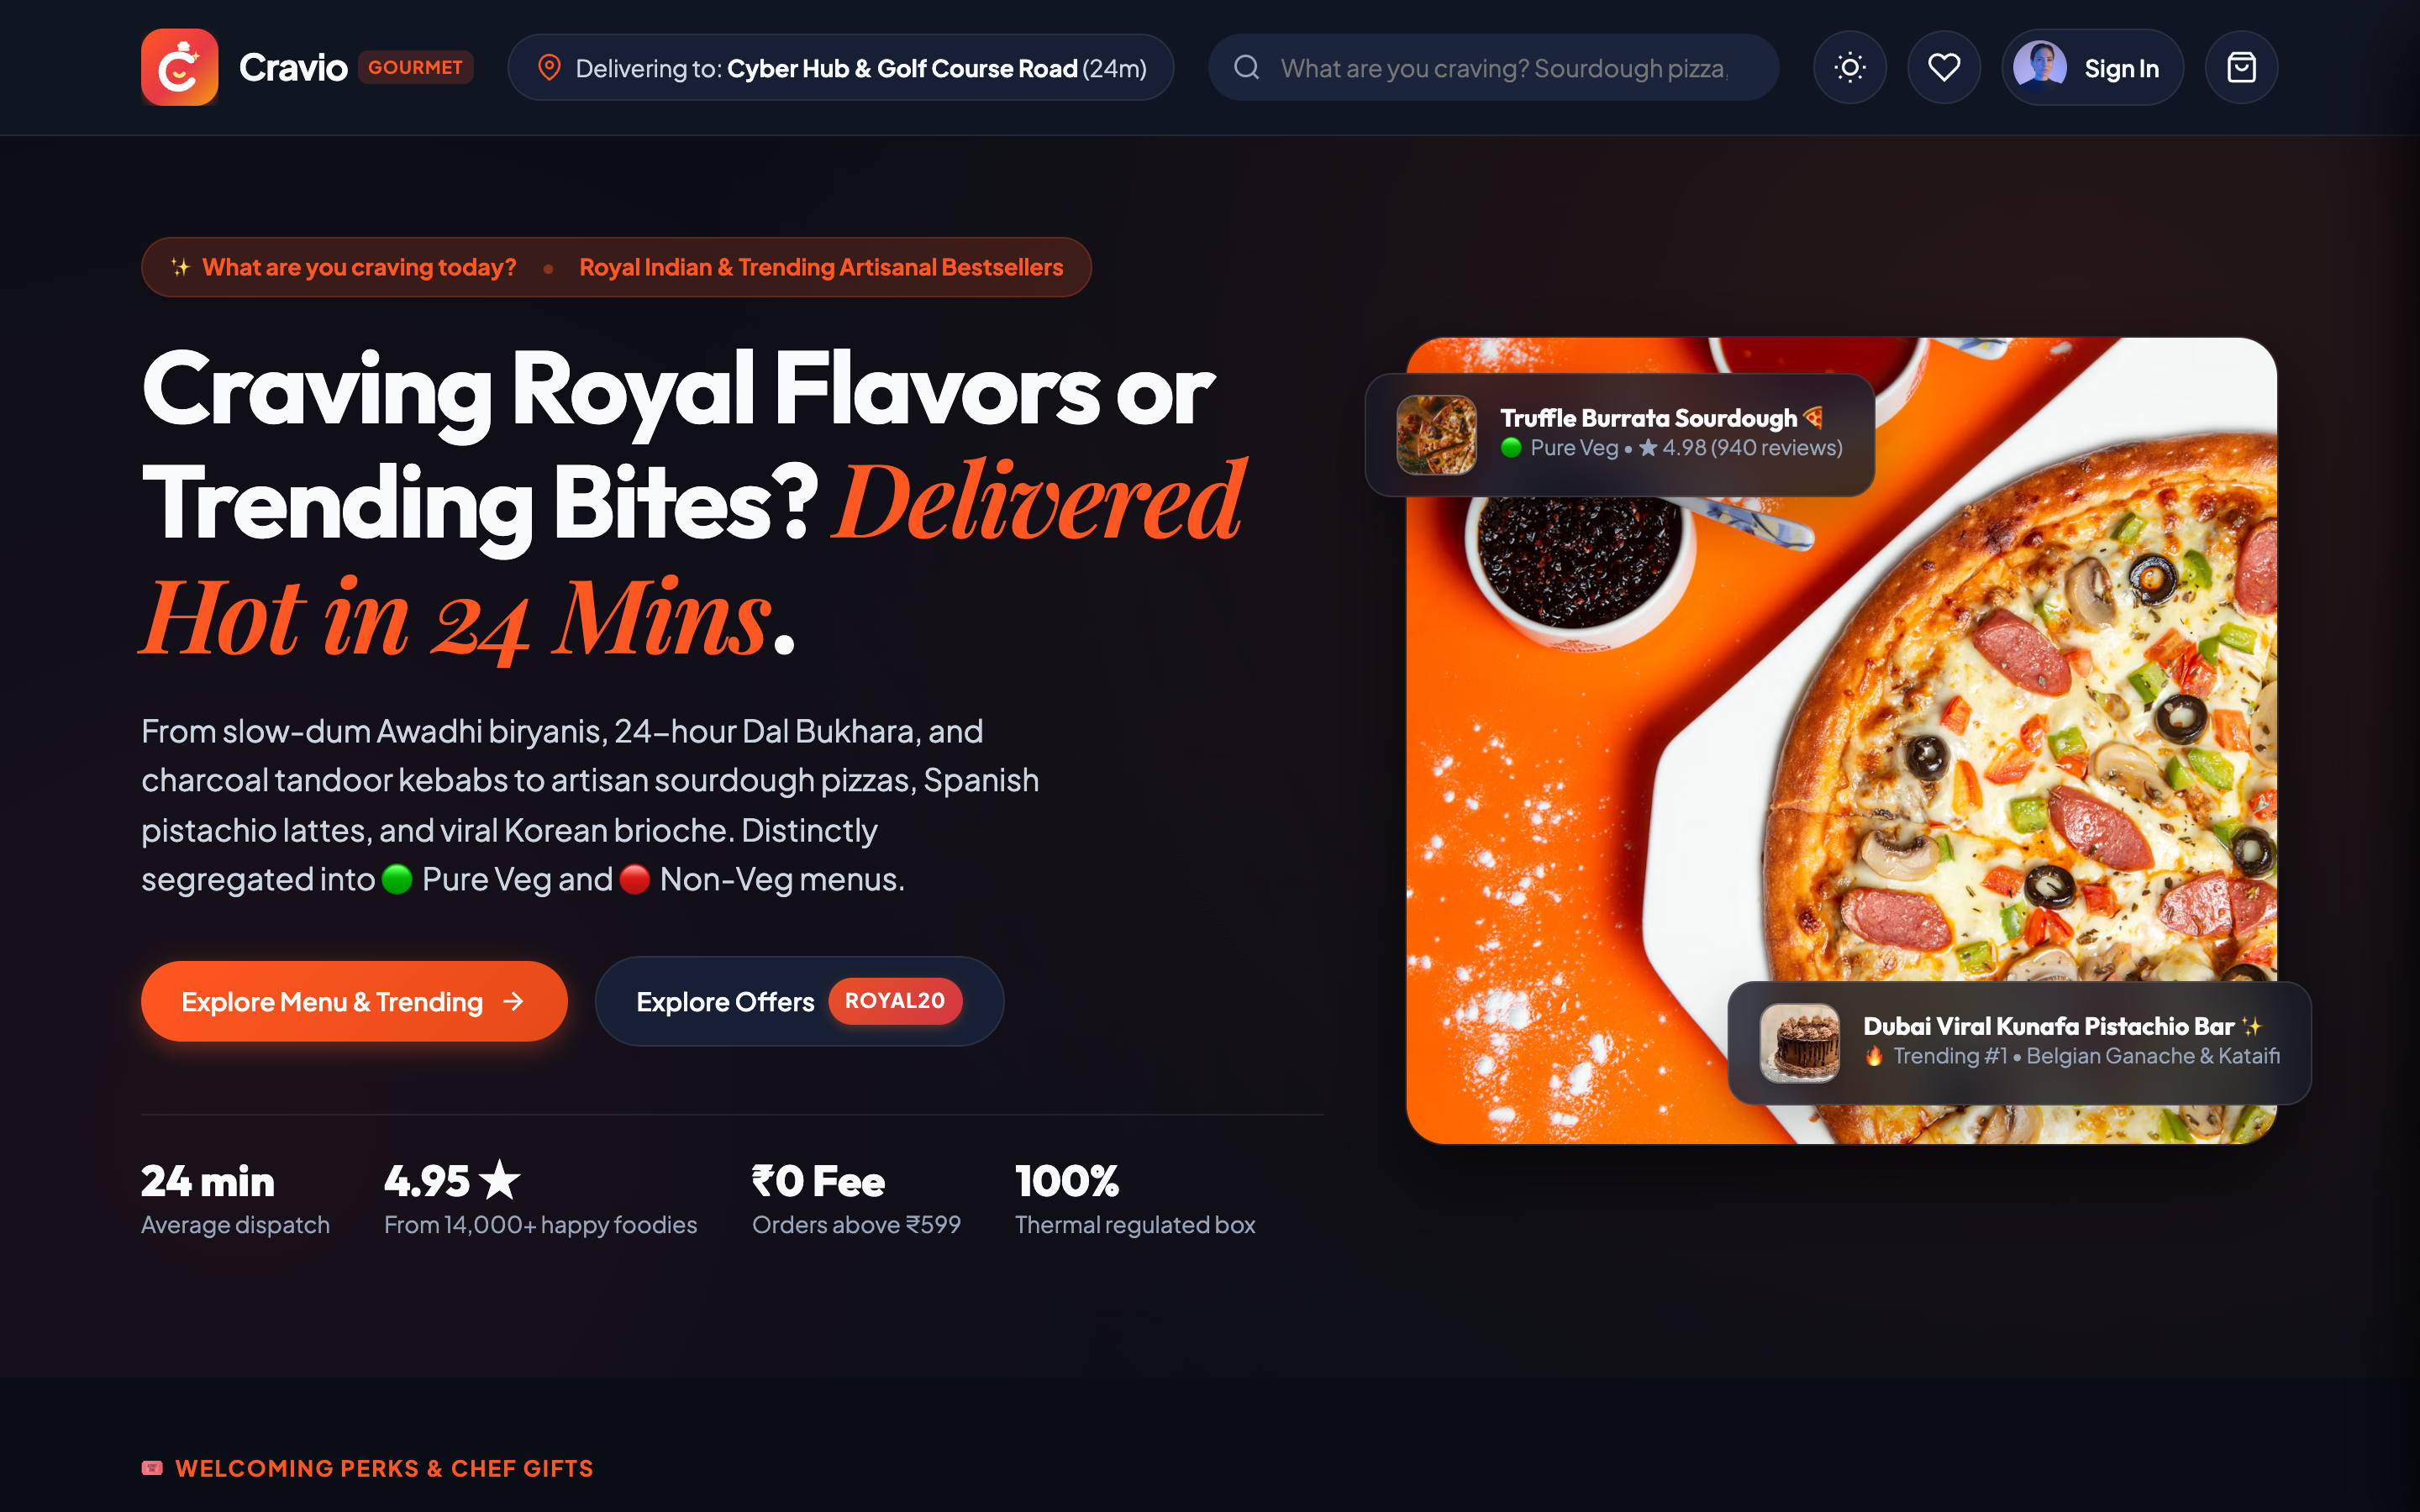 Cravio GOURMET
Delivering to: Cyber Hub & Golf Course Road (24m)
What are you craving? Sourdough pizza,
Sign In
✨ What are you craving today? • Royal Indian & Trending Artisanal Bestsellers
Craving Royal Flavors or
Trending Bites? Delivered
Hot in 24 Mins.
From slow-dum Awadhi biryanis, 24-hour Dal Bukhara, and
charcoal tandoor kebabs to artisan sourdough pizzas, Spanish
pistachio lattes, and viral Korean brioche. Distinctly
segregated into 🟢 Pure Veg and 🔴 Non-Veg menus.
Explore Menu & Trending →
Explore Offers ROYAL20
24 min
Average dispatch
4.95 ★
From 14,000+ happy foodies
₹0 Fee
Orders above ₹599
100%
Thermal regulated box
Truffle Burrata Sourdough 🍕
🟢 Pure Veg • ★ 4.98 (940 reviews)
Dubai Viral Kunafa Pistachio Bar ✨
🔥 Trending #1 • Belgian Ganache & Kataifi
🎟️ WELCOMING PERKS & CHEF GIFTS